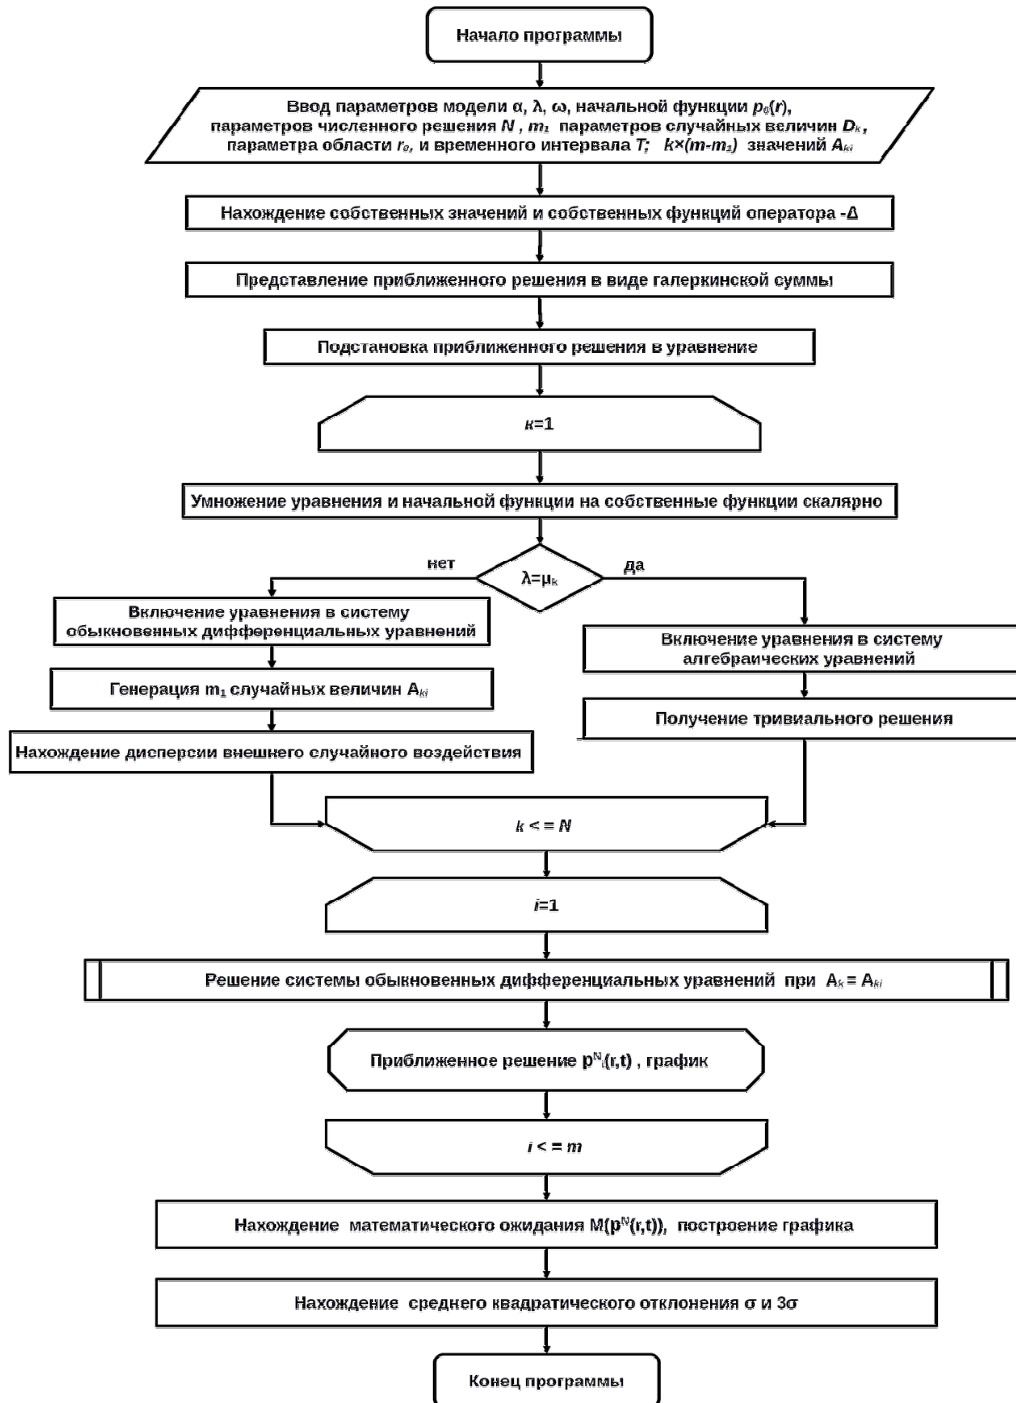 Начало программы
Ввод параметров модели α, λ, ω, начальной функции p₀(r),
параметров численного решения N , m₁ параметров случайных величин Dₖ,
параметра области r₀, и временного интервала T; k×(m-m₁) значений Aₖᵢ
Нахождение собственных значений и собственных функций оператора -Δ
Представление приближенного решения в виде галеркинской суммы
Подстановка приближенного решения в уравнение
к=1
Умножение уравнения и начальной функции на собственные функции скалярно
λ=μₖ
нет
да
Включение уравнения в систему
обыкновенных дифференциальных уравнений
Генерация m₁ случайных величин Aₖᵢ
Нахождение дисперсии внешнего случайного воздействия
Включение уравнения в систему
алгебраических уравнений
Получение тривиального решения
k < = N
i=1
Решение системы обыкновенных дифференциальных уравнений при Aₖ = Aₖᵢ
Приближенное решение pᴺᵢ(r,t) , график
i < = m
Нахождение математического ожидания M(pᴺ(r,t)), построение графика
Нахождение среднего квадратического отклонения σ и 3σ
Конец программы